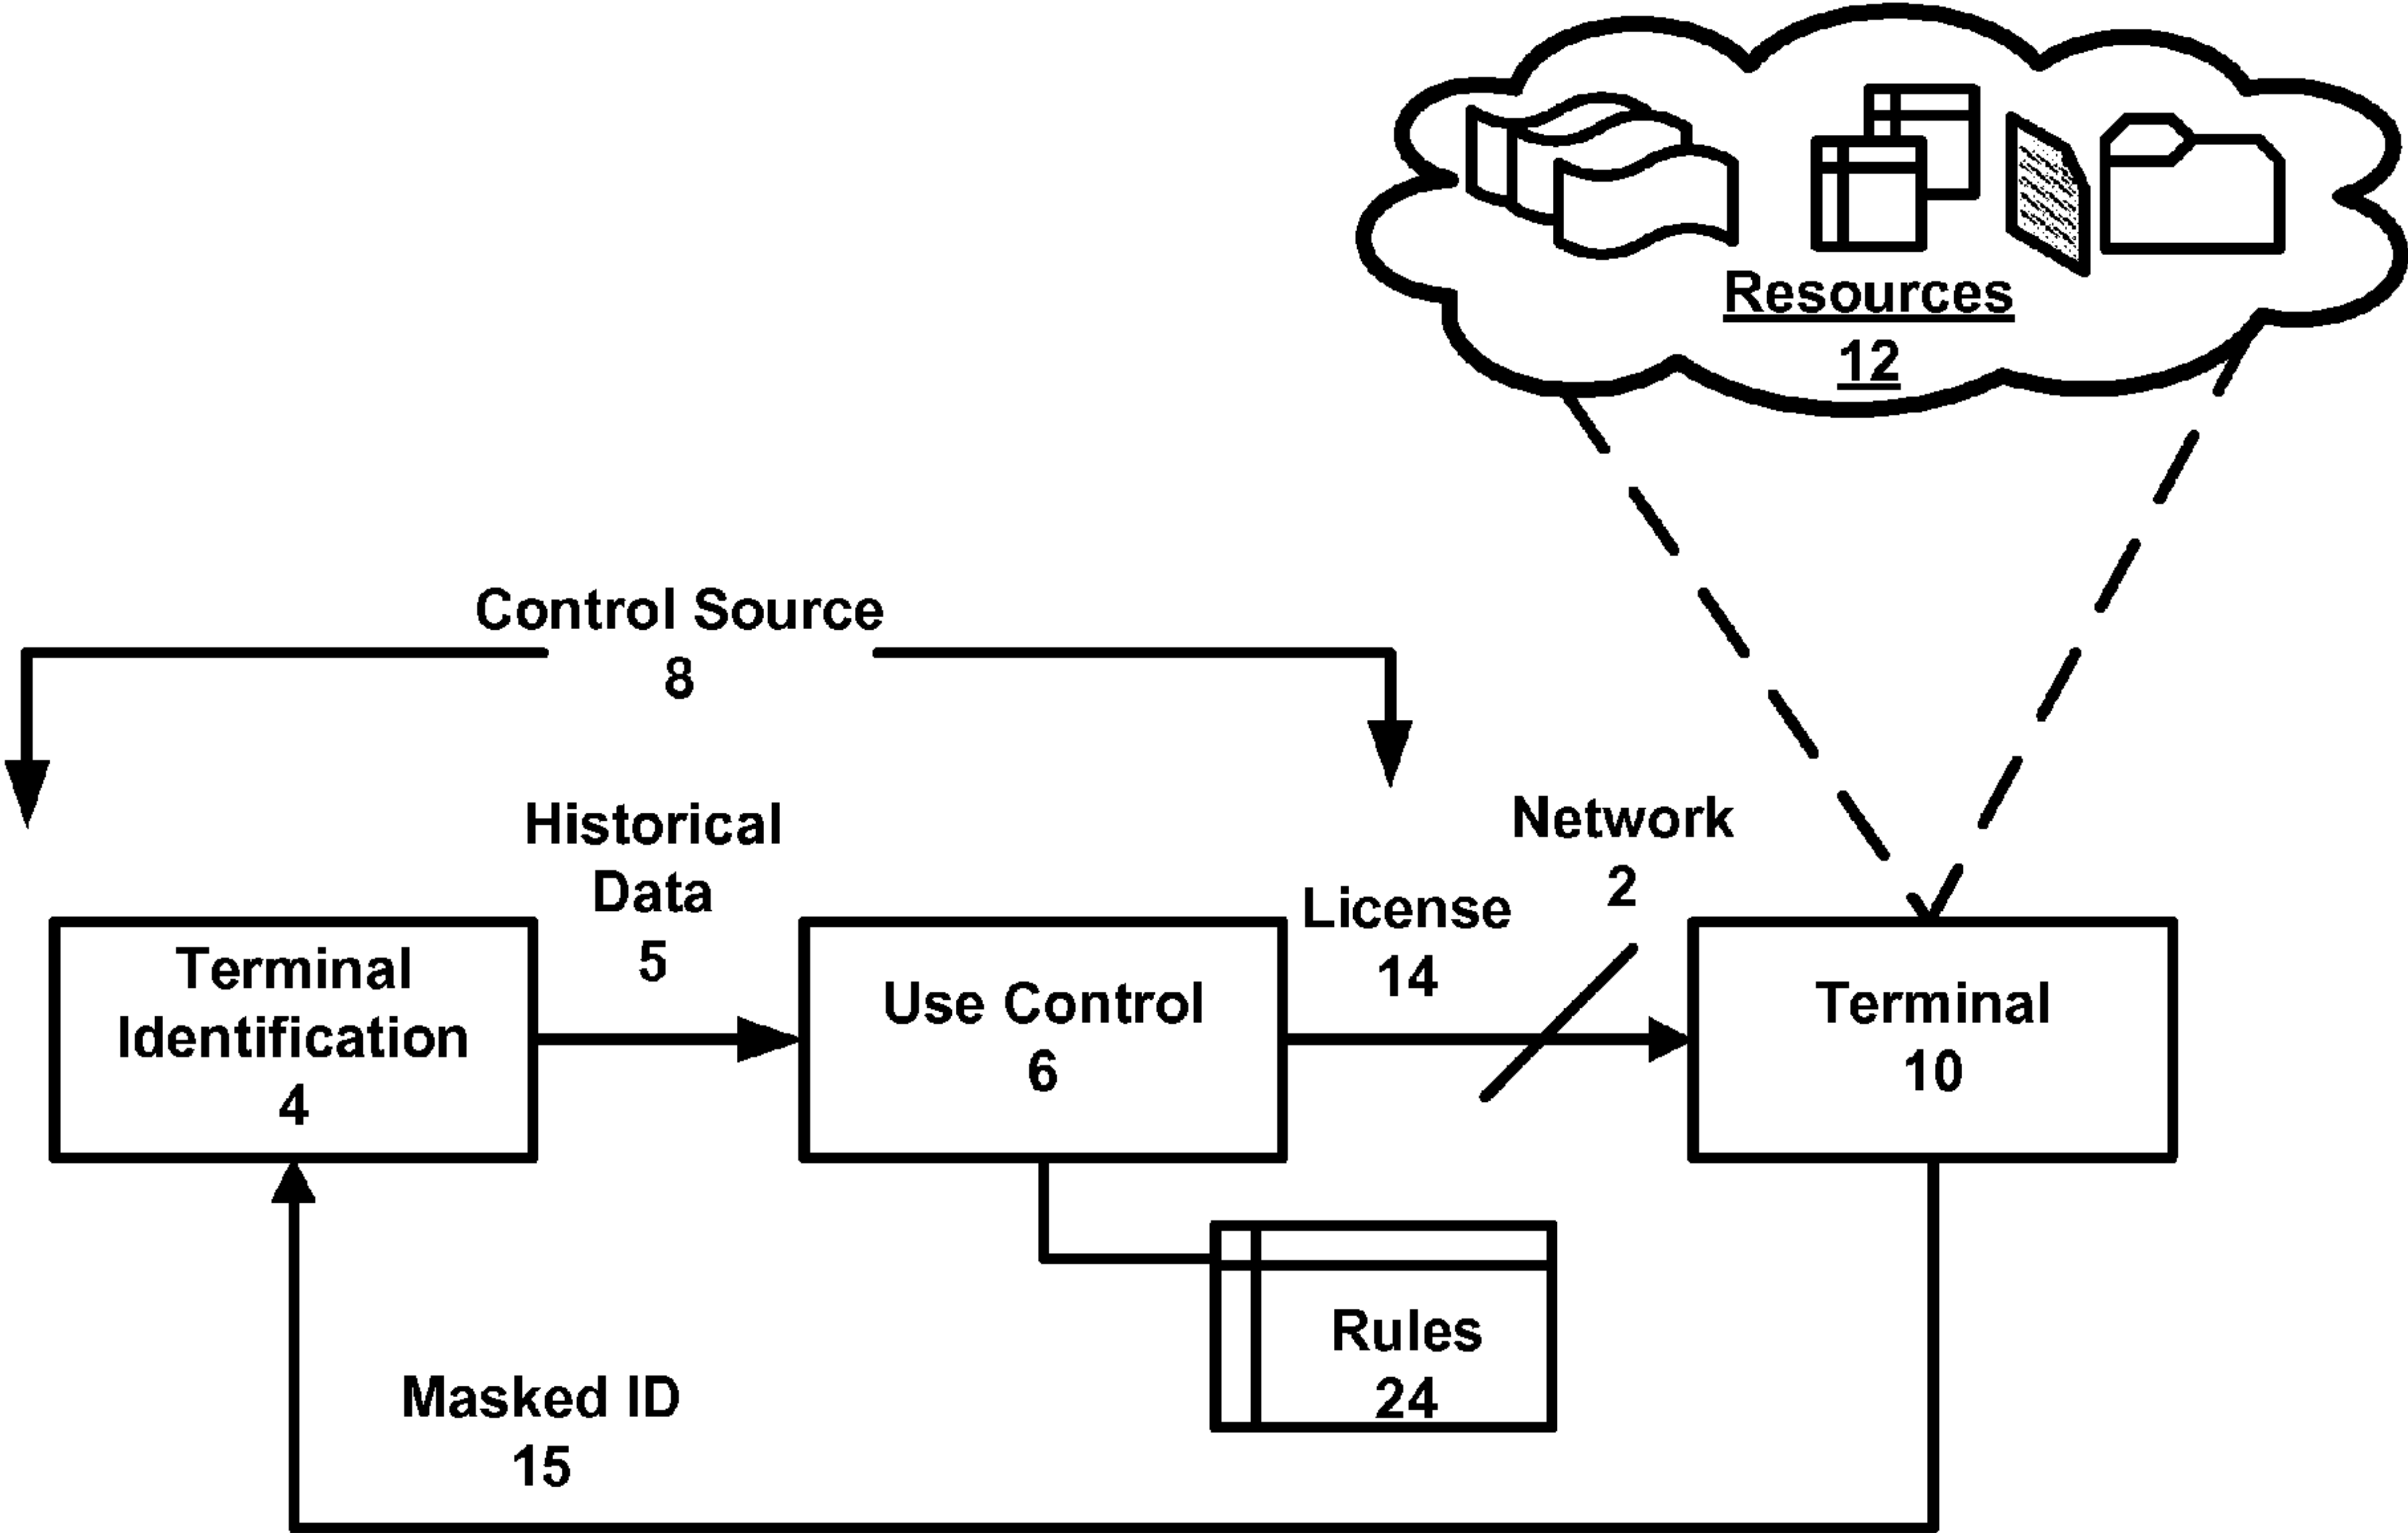 Resources
12
Control Source
8
Historical
Data
5
Network
2
License
14
Terminal
Identification
4
Use Control
6
Terminal
10
Rules
24
Masked ID
15